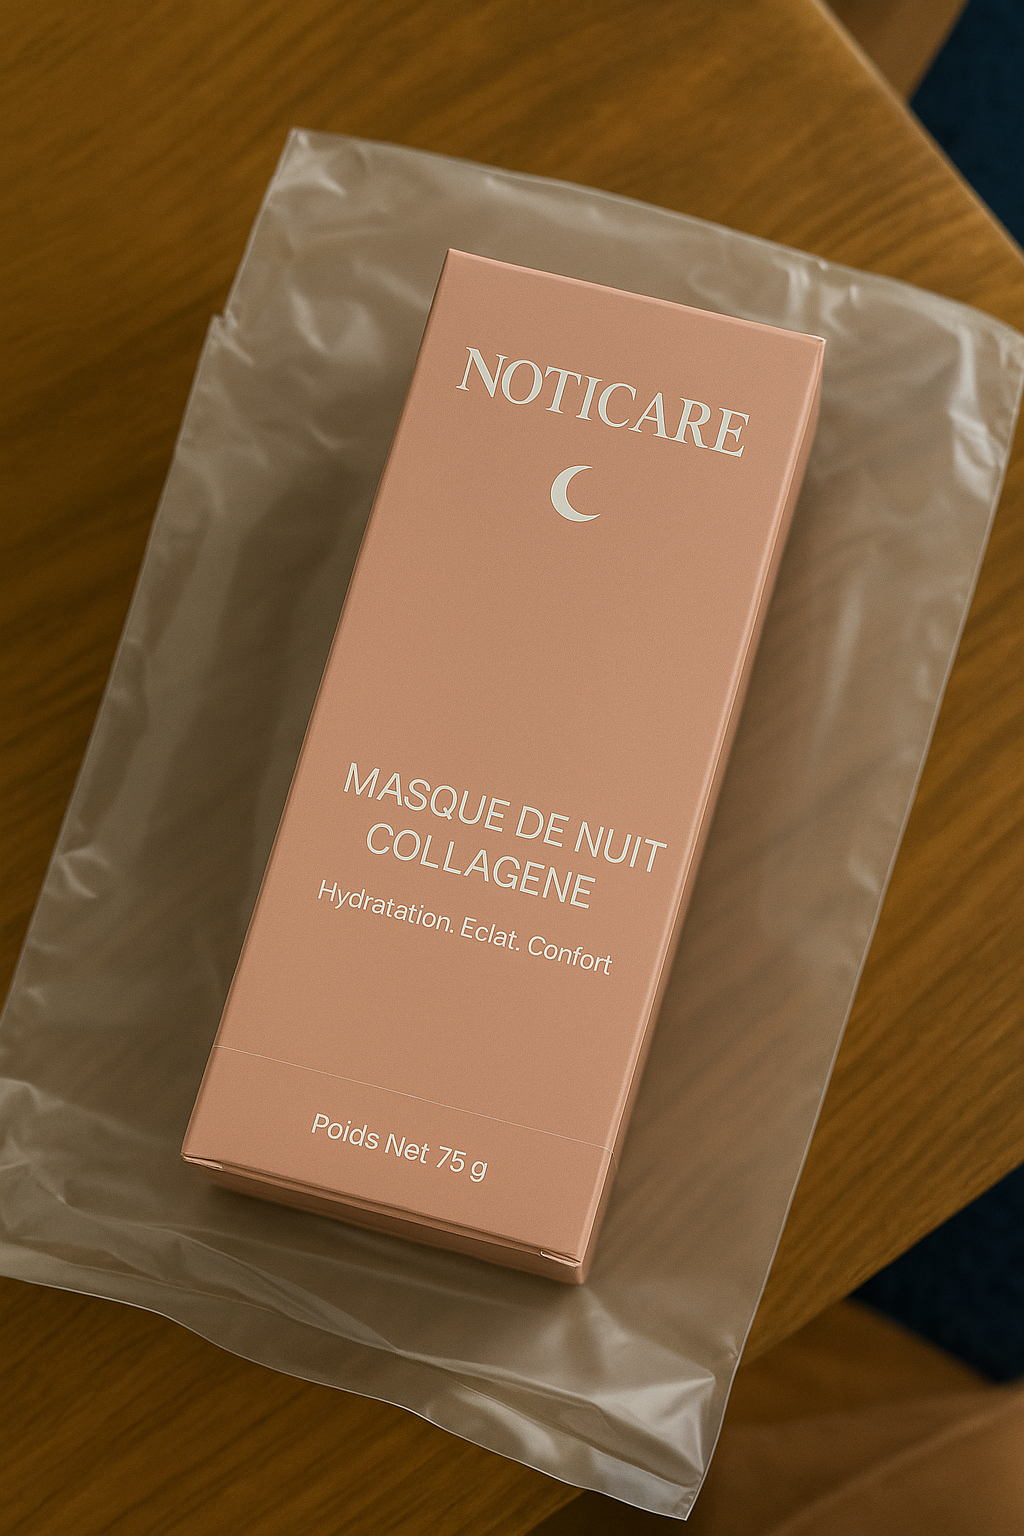 NOTICARE
MASQUE DE NUIT
COLLAGENE
Hydratation. Eclat. Confort
Poids Net 75 g